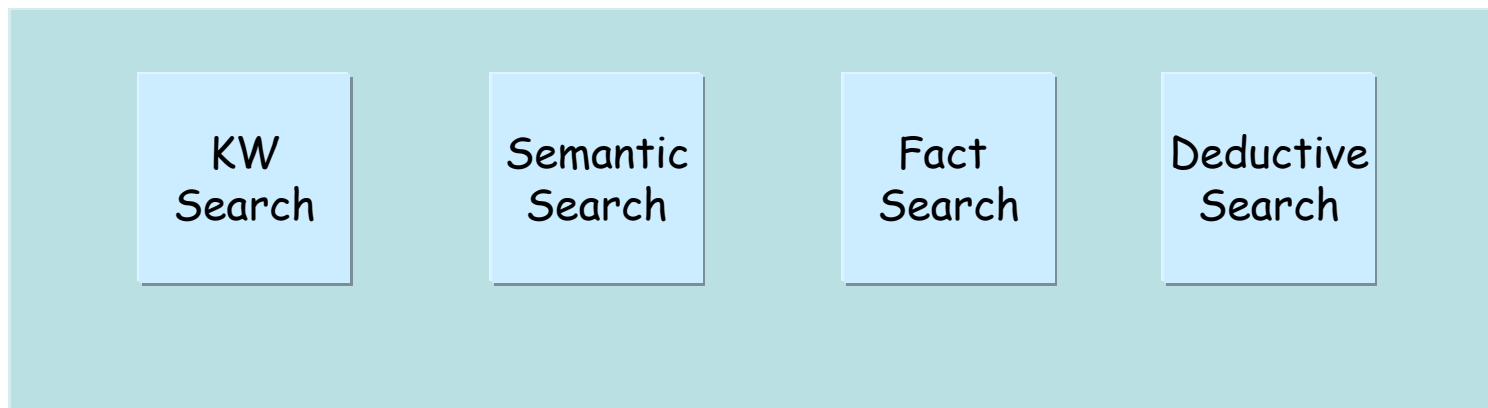 KW
Search
Semantic
Search
Fact
Search
Deductive
Search